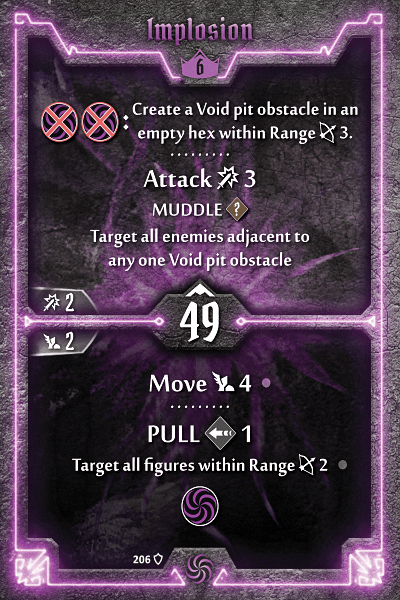 Implosion
6
: Create a Void pit obstacle in an
empty hex within Range 3.
Attack 3
MUDDLE ?
Target all enemies adjacent to
any one Void pit obstacle
2
49
2
Move 4
PULL 1
Target all figures within Range 2
206